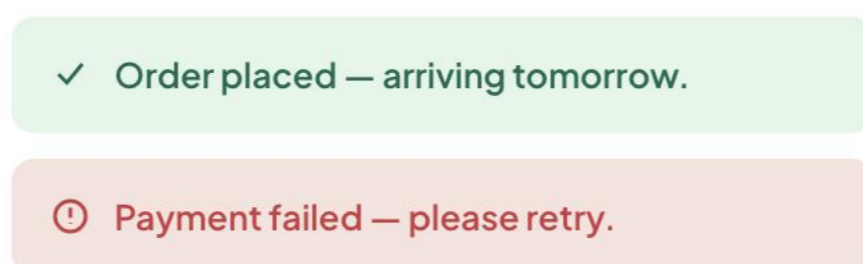 Order placed — arriving tomorrow.
Payment failed — please retry.